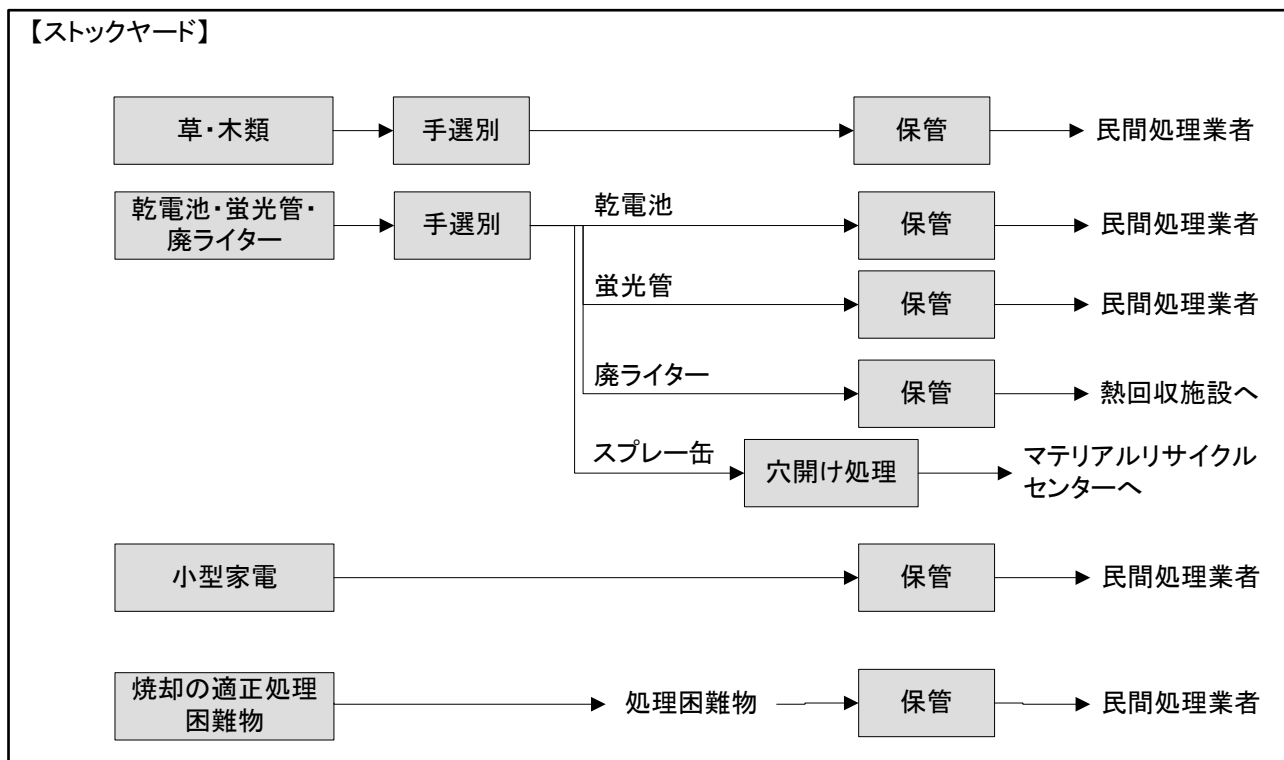 【ストックヤード】
草・木類
手選別
保管
民間処理業者
乾電池・蛍光管・
廃ライター
手選別
乾電池
保管
民間処理業者
蛍光管
保管
民間処理業者
廃ライター
保管
熱回収施設へ
スプレー缶
穴開け処理
マテリアルリサイクル
センターへ
小型家電
保管
民間処理業者
焼却の適正処理
困難物
処理困難物
保管
民間処理業者